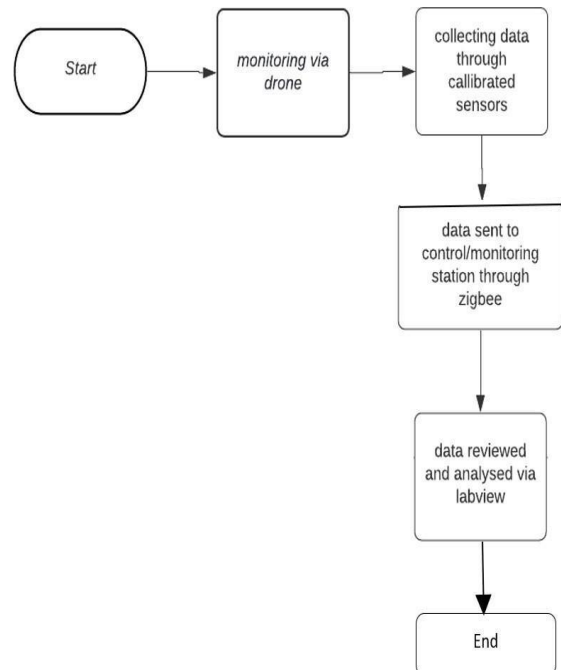 Start
monitoring via
drone
collecting data
through
callibrated
sensors
data sent to
control/monitoring
station through
zigbee
data reviewed
and analysed via
labview
End